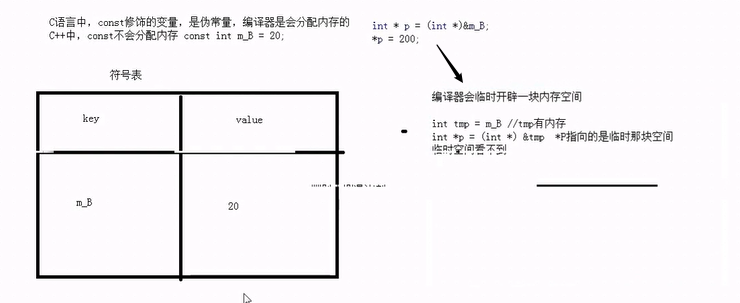 C语言中，const修饰的变量，是伪常量，编译器是会分配内存的
C++中，const不会分配内存 const int m_B = 20;
int * p = (int *)&m_B;
*p = 200;
符号表
key
value
m_B
20
编译器会临时开辟一块内存空间
int tmp = m_B //tmp有内存
int *p = (int *) &tmp *P指向的是临时那块空间
临时空间看不到